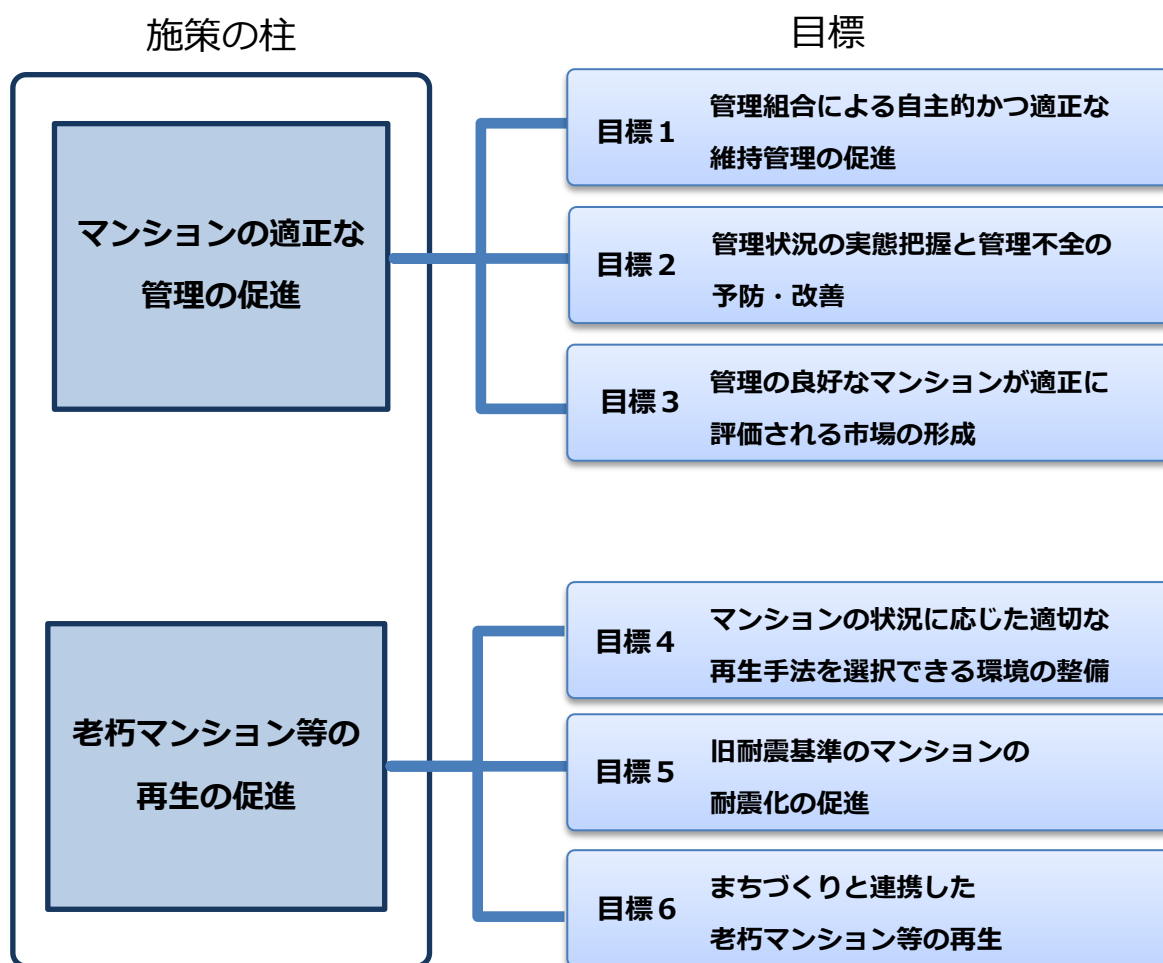 施策の柱
目標
マンションの適正な
管理の促進
目標1
管理組合による自主的かつ適正な
維持管理の促進
目標2
管理状況の実態把握と管理不全の
予防・改善
目標3
管理の良好なマンションが適正に
評価される市場の形成
老朽マンション等の
再生の促進
目標4
マンションの状況に応じた適切な
再生手法を選択できる環境の整備
目標5
旧耐震基準のマンションの
耐震化の促進
目標6
まちづくりと連携した
老朽マンション等の再生